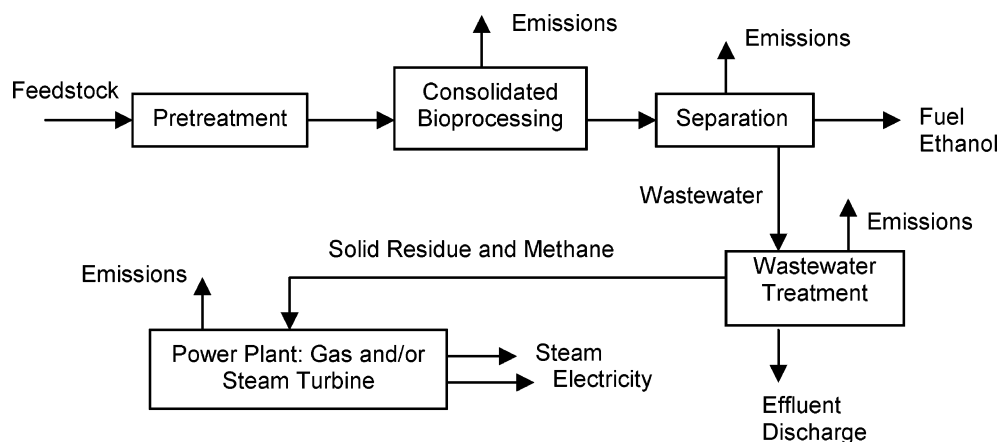 Emissions
Emissions
Feedstock
Pretreatment
Consolidated
Bioprocessing
Separation
Fuel
Ethanol
Wastewater
Emissions
Solid Residue and Methane
Wastewater
Treatment
Emissions
Power Plant: Gas and/or
Steam Turbine
Steam
Electricity
Effluent
Discharge